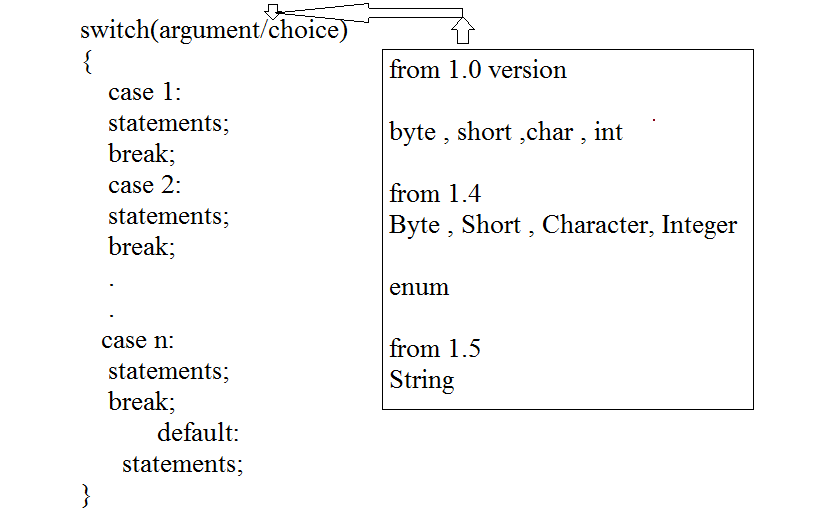 switch(argument/choice)
{
case 1:
statements;
break;
case 2:
statements;
break;
.
.
case n:
statements;
break;
default:
statements;
}
from 1.0 version
byte , short ,char , int
from 1.4
Byte , Short , Character, Integer
enum
from 1.5
String